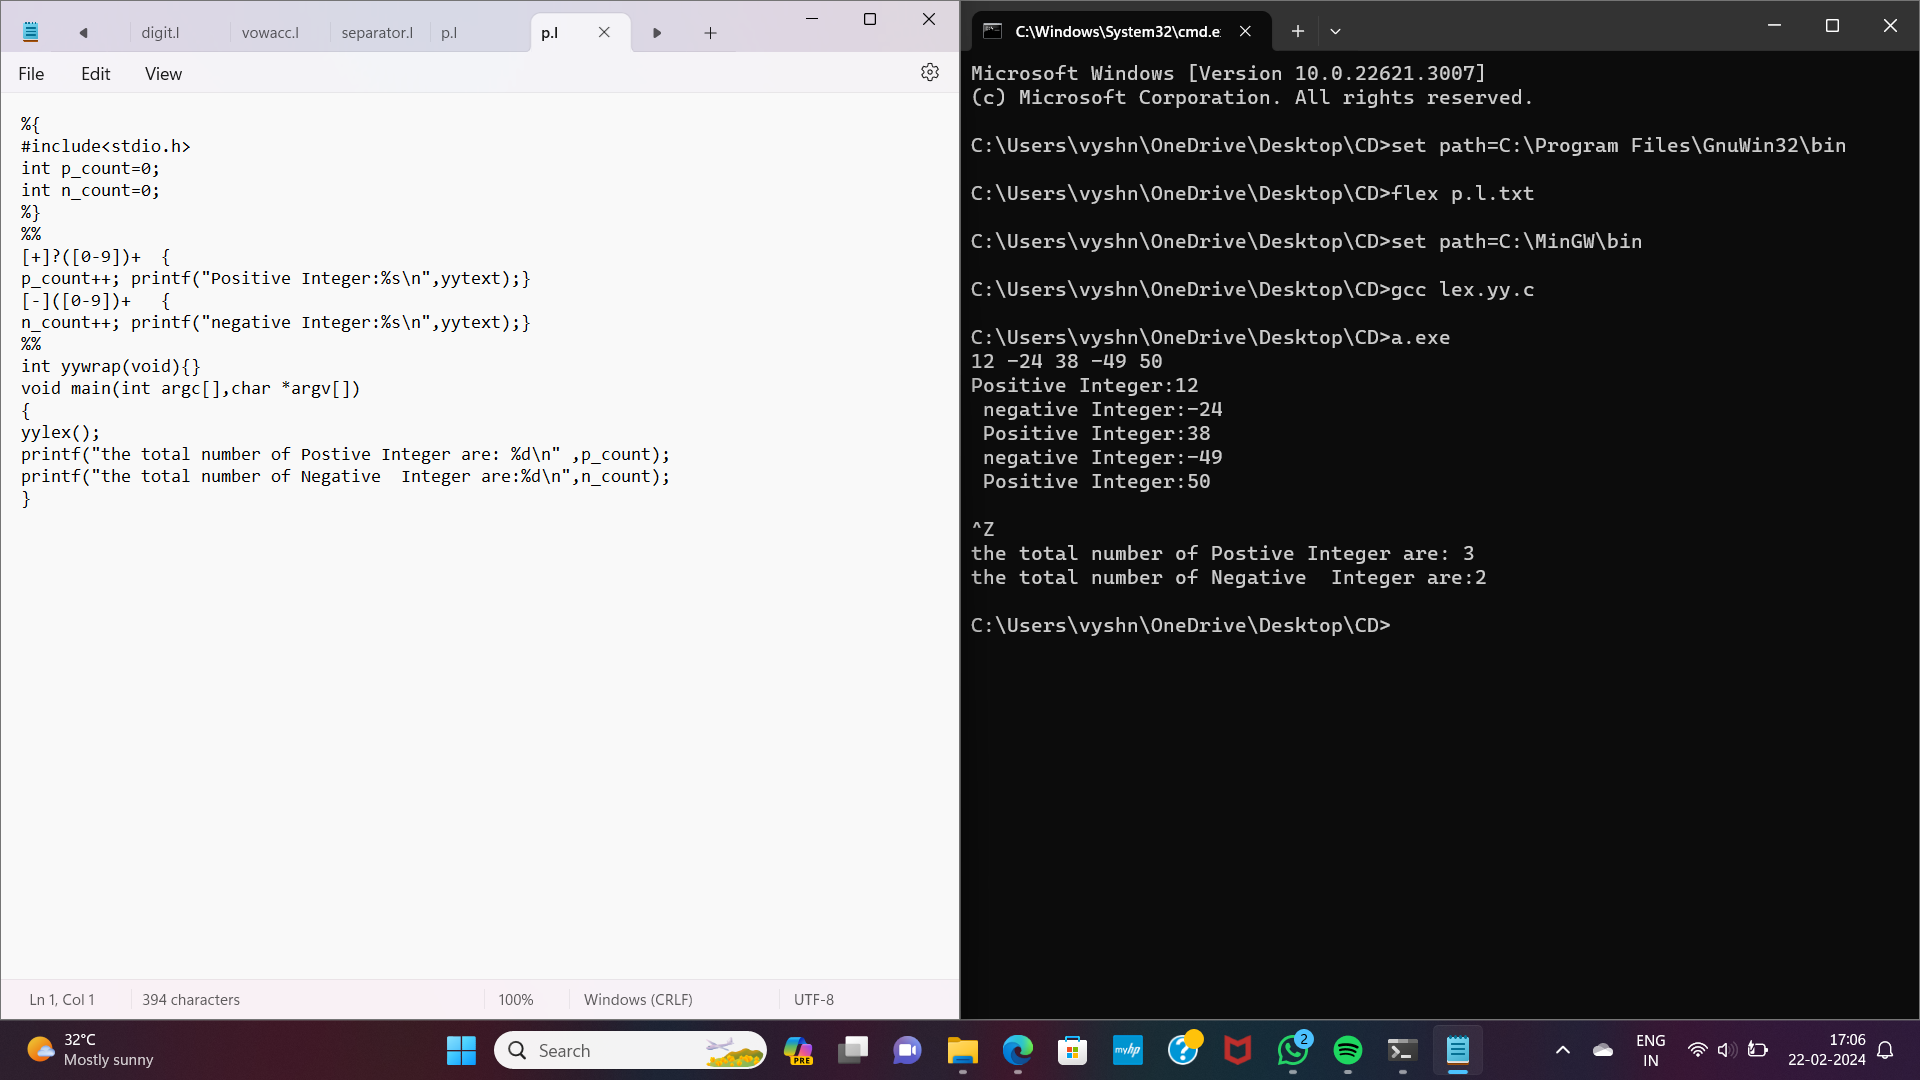 digit.l vowacc.l separator.l p.l p.l
File Edit View
%{
#include<stdio.h>
int p_count=0;
int n_count=0;
%}
%%
[+]?([0-9])+  {
p_count++; printf("Positive Integer:%s\n",yytext);}
[-]([0-9])+   {
n_count++; printf("negative Integer:%s\n",yytext);}
%%
int yywrap(void){}
void main(int argc[],char *argv[])
{
yylex();
printf("the total number of Postive Integer are: %d\n" ,p_count);
printf("the total number of Negative  Integer are:%d\n",n_count);
}
Ln 1, Col 1 394 characters 100% Windows (CRLF) UTF-8
C:\Windows\System32\cmd.e
Microsoft Windows [Version 10.0.22621.3007]
(c) Microsoft Corporation. All rights reserved.
C:\Users\vyshn\OneDrive\Desktop\CD>set path=C:\Program Files\GnuWin32\bin
C:\Users\vyshn\OneDrive\Desktop\CD>flex p.l.txt
C:\Users\vyshn\OneDrive\Desktop\CD>set path=C:\MinGW\bin
C:\Users\vyshn\OneDrive\Desktop\CD>gcc lex.yy.c
C:\Users\vyshn\OneDrive\Desktop\CD>a.exe
12 -24 38 -49 50
Positive Integer:12
 negative Integer:-24
 Positive Integer:38
 negative Integer:-49
 Positive Integer:50
^Z
the total number of Postive Integer are: 3
the total number of Negative  Integer are:2
C:\Users\vyshn\OneDrive\Desktop\CD>
32°C
Mostly sunny
Search
PRE
myhp
?
2
ENG
IN
17:06
22-02-2024